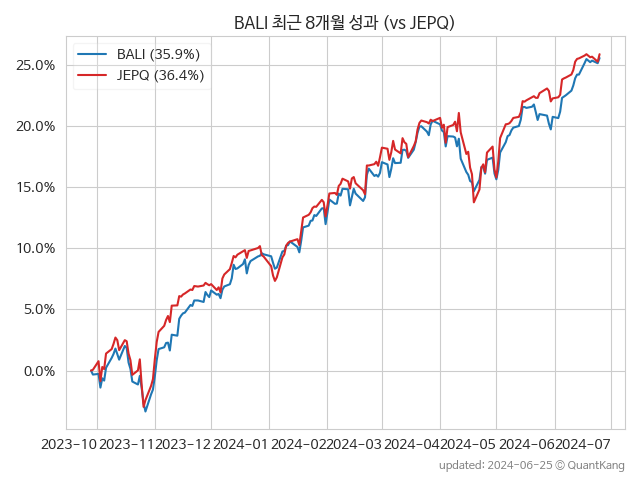 BALI 최근 8개월 성과 (vs JEPQ)
BALI (35.9%)
JEPQ (36.4%)
25.0%
20.0%
15.0%
10.0%
5.0%
0.0%
2023-10 2023-11 2023-12 2024-01 2024-02 2024-03 2024-04 2024-05 2024-06 2024-07
updated: 2024-06-25 © QuantKang